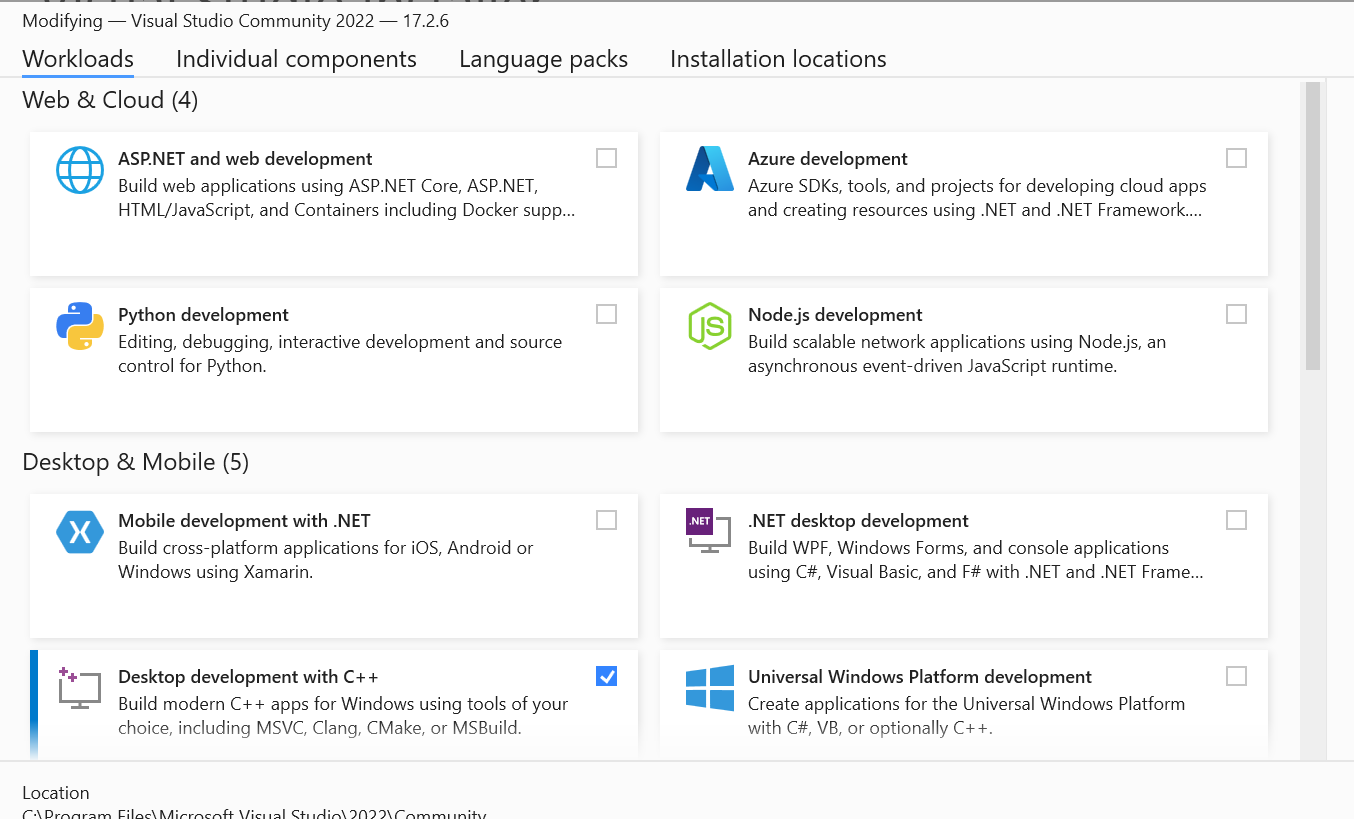 Modifying — Visual Studio Community 2022 — 17.2.6
Workloads Individual components Language packs Installation locations
Web & Cloud (4)
ASP.NET and web development
Build web applications using ASP.NET Core, ASP.NET,
HTML/JavaScript, and Containers including Docker supp...
Azure development
Azure SDKs, tools, and projects for developing cloud apps
and creating resources using .NET and .NET Framework....
Python development
Editing, debugging, interactive development and source
control for Python.
JS
Node.js development
Build scalable network applications using Node.js, an
asynchronous event-driven JavaScript runtime.
Desktop & Mobile (5)
X
Mobile development with .NET
Build cross-platform applications for iOS, Android or
Windows using Xamarin.
.NET
.NET desktop development
Build WPF, Windows Forms, and console applications
using C#, Visual Basic, and F# with .NET and .NET Frame...
Desktop development with C++
Build modern C++ apps for Windows using tools of your
choice, including MSVC, Clang, CMake, or MSBuild.
Universal Windows Platform development
Create applications for the Universal Windows Platform
with C#, VB, or optionally C++.
Location
C:\Program Files\Microsoft Visual Studio\2022\Community